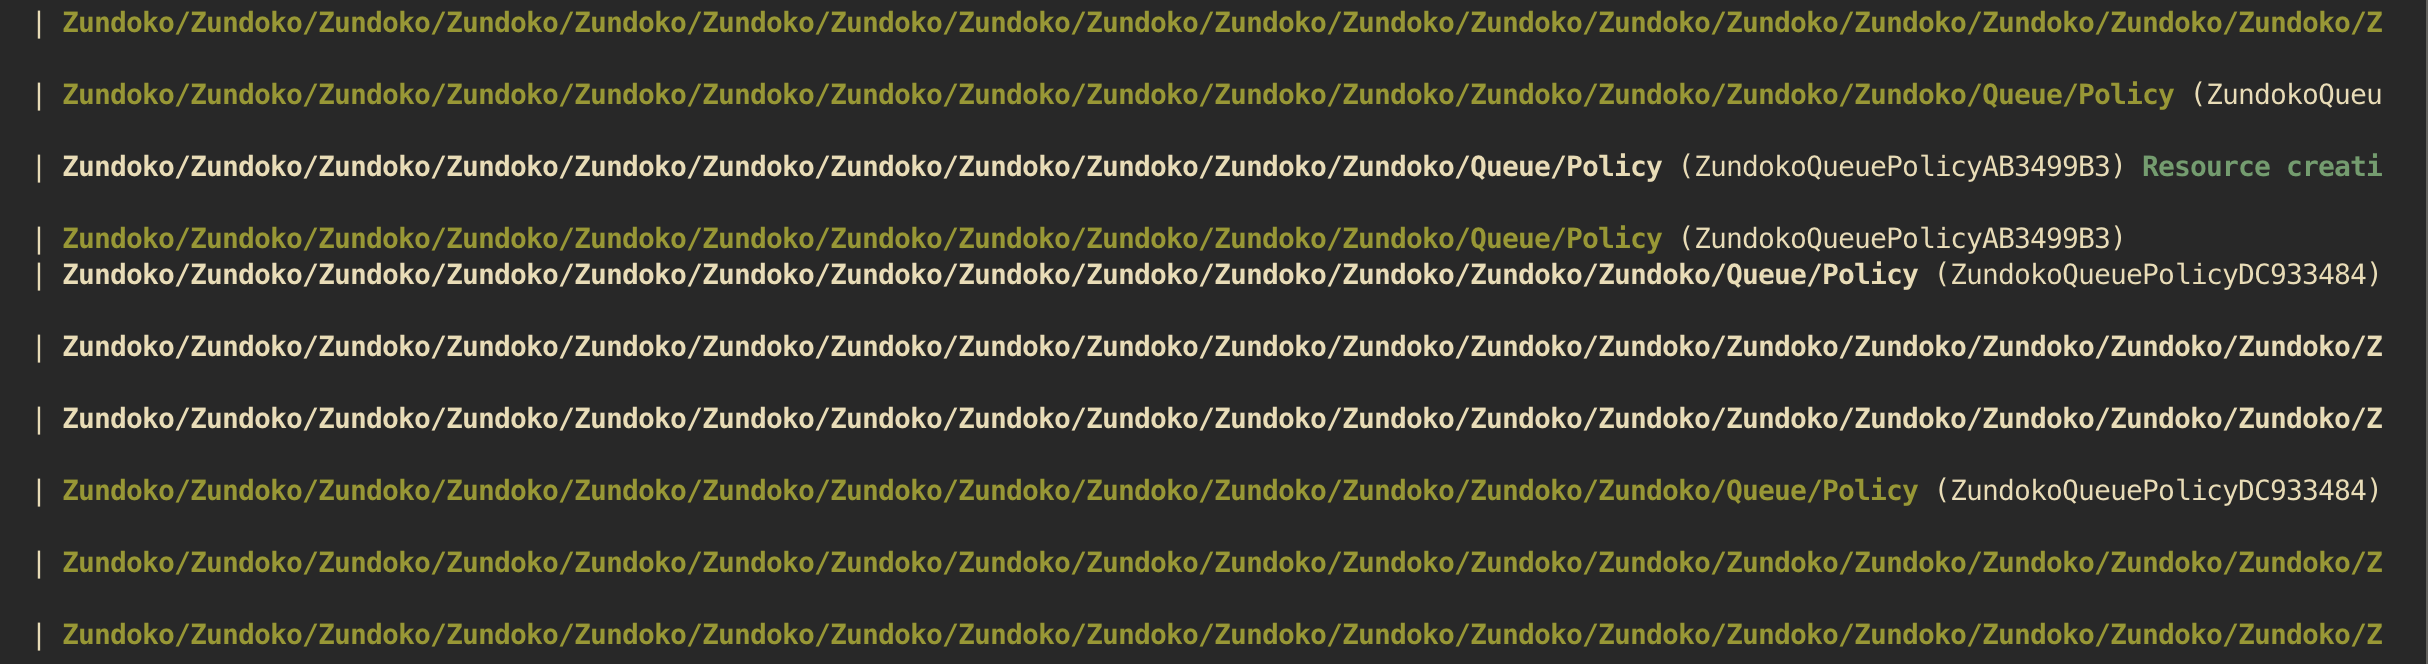 | Zundoko/Zundoko/Zundoko/Zundoko/Zundoko/Zundoko/Zundoko/Zundoko/Zundoko/Zundoko/Zundoko/Zundoko/Zundoko/Zundoko/Zundoko/Zundoko/Zundoko/Zundoko/Z
| Zundoko/Zundoko/Zundoko/Zundoko/Zundoko/Zundoko/Zundoko/Zundoko/Zundoko/Zundoko/Zundoko/Zundoko/Zundoko/Zundoko/Zundoko/Queue/Policy (ZundokoQueu
| Zundoko/Zundoko/Zundoko/Zundoko/Zundoko/Zundoko/Zundoko/Zundoko/Zundoko/Zundoko/Zundoko/Queue/Policy (ZundokoQueuePolicyAB3499B3) Resource creati
| Zundoko/Zundoko/Zundoko/Zundoko/Zundoko/Zundoko/Zundoko/Zundoko/Zundoko/Zundoko/Zundoko/Queue/Policy (ZundokoQueuePolicyAB3499B3)
| Zundoko/Zundoko/Zundoko/Zundoko/Zundoko/Zundoko/Zundoko/Zundoko/Zundoko/Zundoko/Zundoko/Zundoko/Zundoko/Queue/Policy (ZundokoQueuePolicyDC933484)
| Zundoko/Zundoko/Zundoko/Zundoko/Zundoko/Zundoko/Zundoko/Zundoko/Zundoko/Zundoko/Zundoko/Zundoko/Zundoko/Zundoko/Zundoko/Zundoko/Zundoko/Zundoko/Z
| Zundoko/Zundoko/Zundoko/Zundoko/Zundoko/Zundoko/Zundoko/Zundoko/Zundoko/Zundoko/Zundoko/Zundoko/Zundoko/Zundoko/Zundoko/Zundoko/Zundoko/Zundoko/Z
| Zundoko/Zundoko/Zundoko/Zundoko/Zundoko/Zundoko/Zundoko/Zundoko/Zundoko/Zundoko/Zundoko/Zundoko/Zundoko/Queue/Policy (ZundokoQueuePolicyDC933484)
| Zundoko/Zundoko/Zundoko/Zundoko/Zundoko/Zundoko/Zundoko/Zundoko/Zundoko/Zundoko/Zundoko/Zundoko/Zundoko/Zundoko/Zundoko/Zundoko/Zundoko/Zundoko/Z
| Zundoko/Zundoko/Zundoko/Zundoko/Zundoko/Zundoko/Zundoko/Zundoko/Zundoko/Zundoko/Zundoko/Zundoko/Zundoko/Zundoko/Zundoko/Zundoko/Zundoko/Zundoko/Z